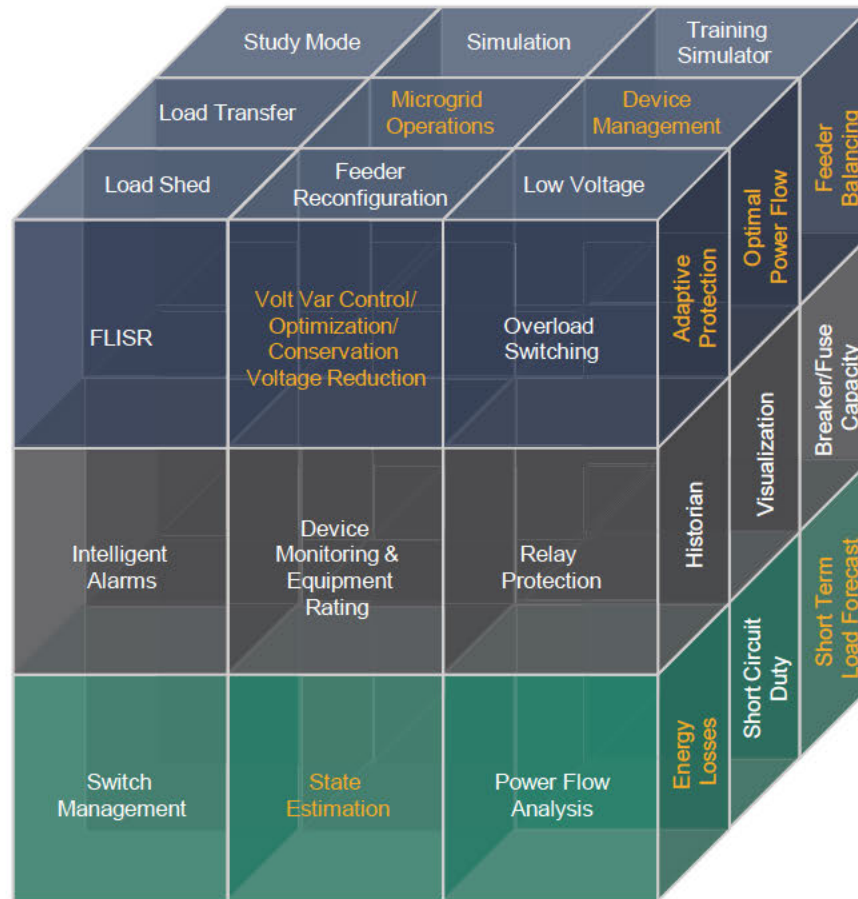 Study Mode
Simulation
Training
Simulator
Load Transfer
Microgrid
Operations
Device
Management
Load Shed
Feeder
Reconfiguration
Low Voltage
FLISR
Volt Var Control/
Optimization/
Conservation
Voltage Reduction
Overload
Switching
Adaptive
Protection
Optimal
Power Flow
Feeder
Balancing
Intelligent
Alarms
Device
Monitoring &
Equipment
Rating
Relay
Protection
Historian
Visualization
Breaker/Fuse
Capacity
Switch
Management
State
Estimation
Power Flow
Analysis
Energy
Losses
Short Circuit
Duty
Short Term
Load Forecast